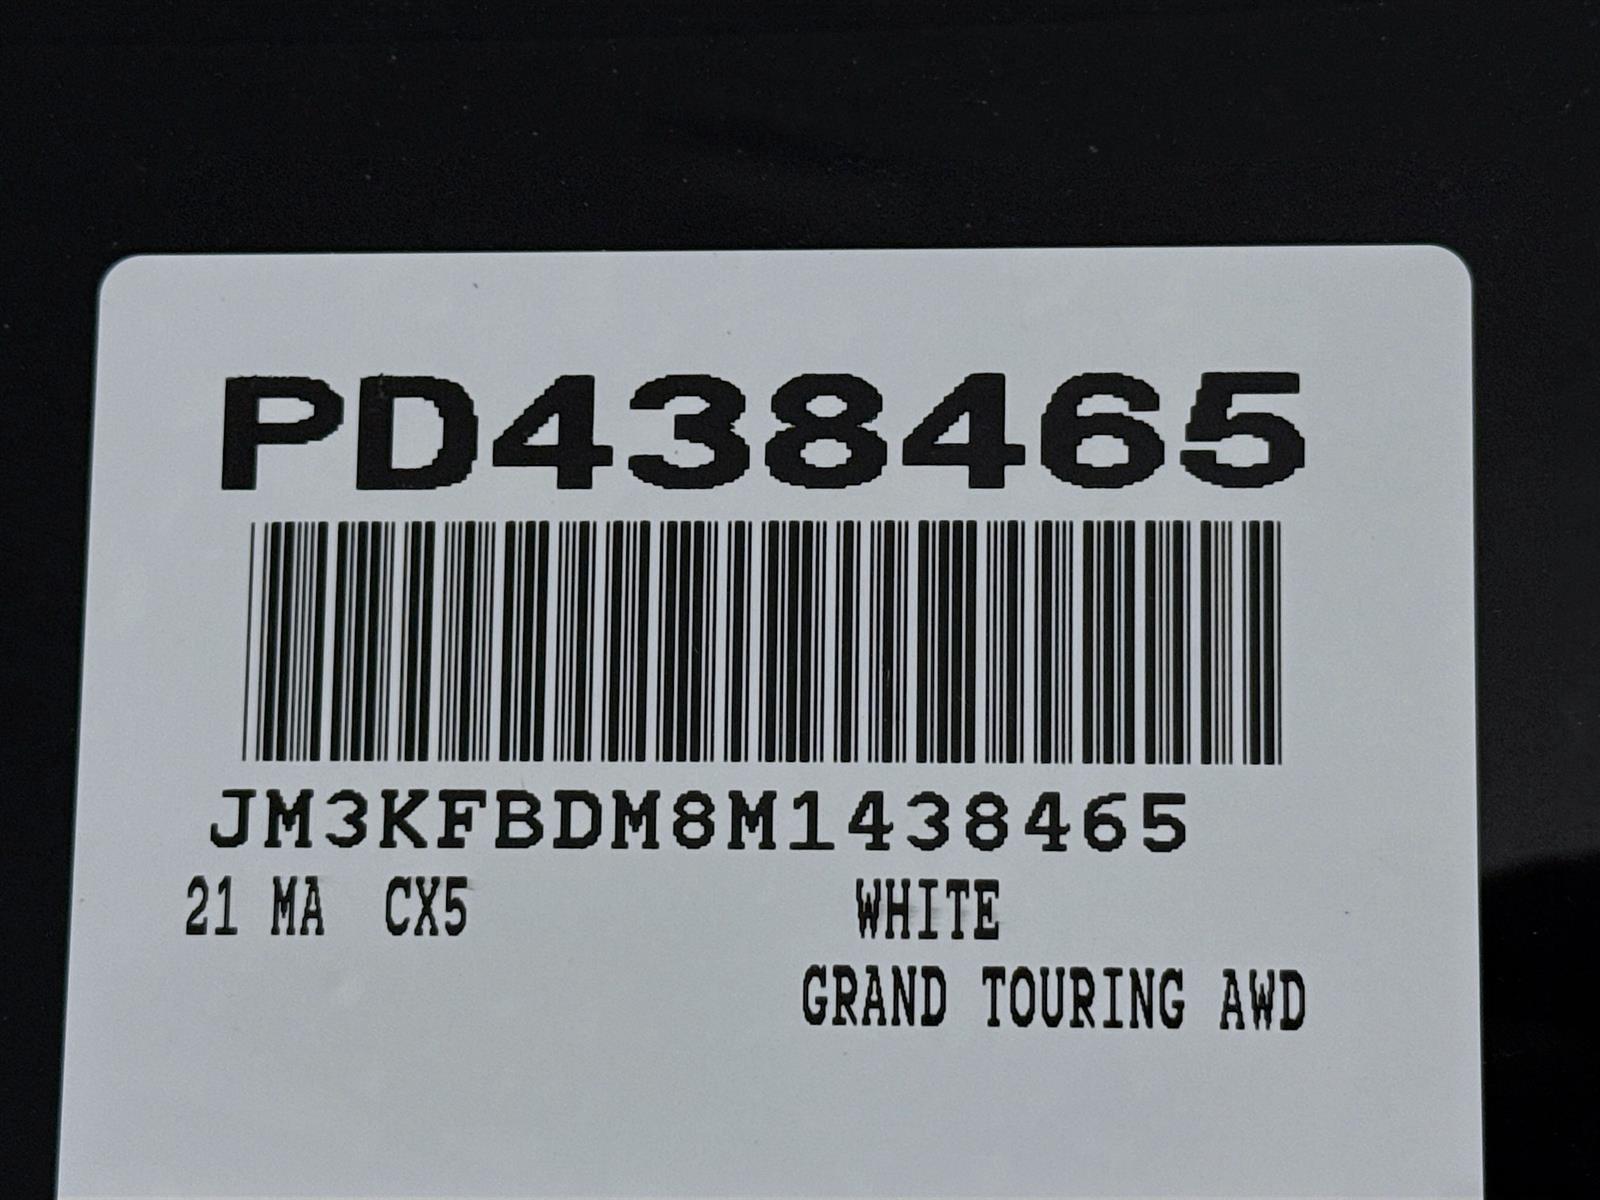 PD438465
JM3KFBDM8M1438465
21 MA CX5 WHITE
GRAND TOURING AWD